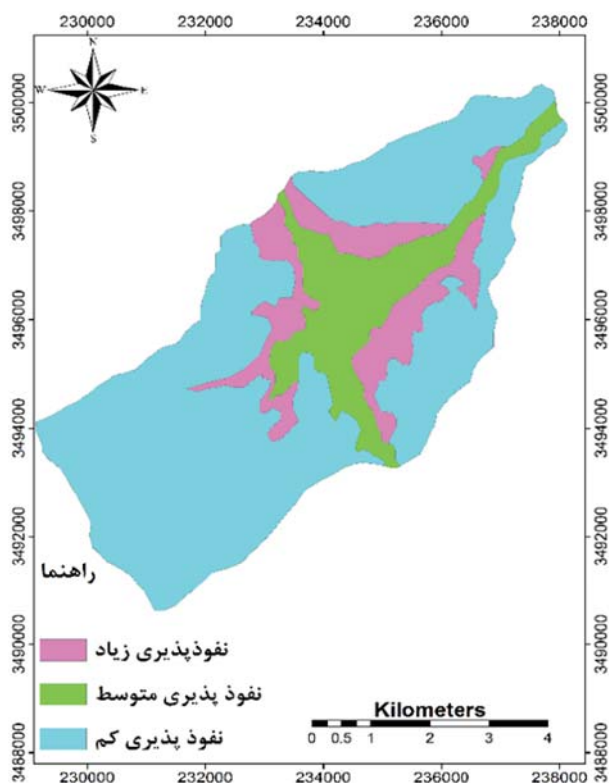 230000 232000 234000 236000 238000
N
W E
S
3500000 3500000
3498000 3498000
3496000 3496000
3494000 3494000
3492000 3492000
3490000 3490000
3488000 3488000
راهنما
نفوذپذیری زیاد
نفوذ پذیری متوسط
نفوذ پذیری کم
Kilometers
0 0.5 1 2 3 4
230000 232000 234000 236000 238000